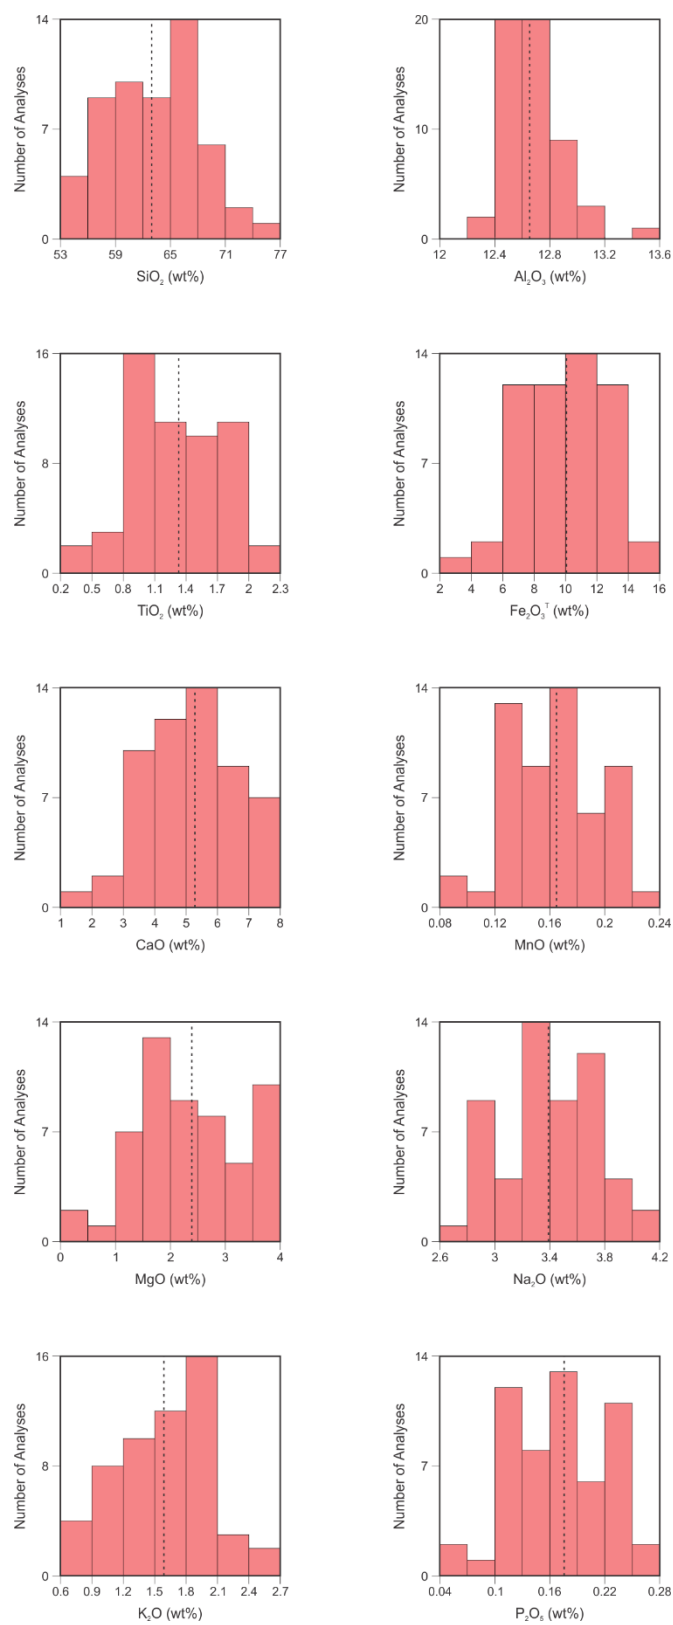 14
7
0
Number of Analyses
53 59 65 71 77
SiO₂ (wt%)
20
10
0
Number of Analyses
12 12.4 12.8 13.2 13.6
Al₂O₃ (wt%)
16
8
0
Number of Analyses
0.2 0.5 0.8 1.1 1.4 1.7 2 2.3
TiO₂ (wt%)
14
7
0
Number of Analyses
2 4 6 8 10 12 14 16
Fe₂O₃ᵀ (wt%)
14
7
0
Number of Analyses
1 2 3 4 5 6 7 8
CaO (wt%)
14
7
0
Number of Analyses
0.08 0.12 0.16 0.2 0.24
MnO (wt%)
14
7
0
Number of Analyses
0 1 2 3 4
MgO (wt%)
14
7
0
Number of Analyses
2.6 3 3.4 3.8 4.2
Na₂O (wt%)
16
8
0
Number of Analyses
0.6 0.9 1.2 1.5 1.8 2.1 2.4 2.7
K₂O (wt%)
14
7
0
Number of Analyses
0.04 0.1 0.16 0.22 0.28
P₂O₅ (wt%)